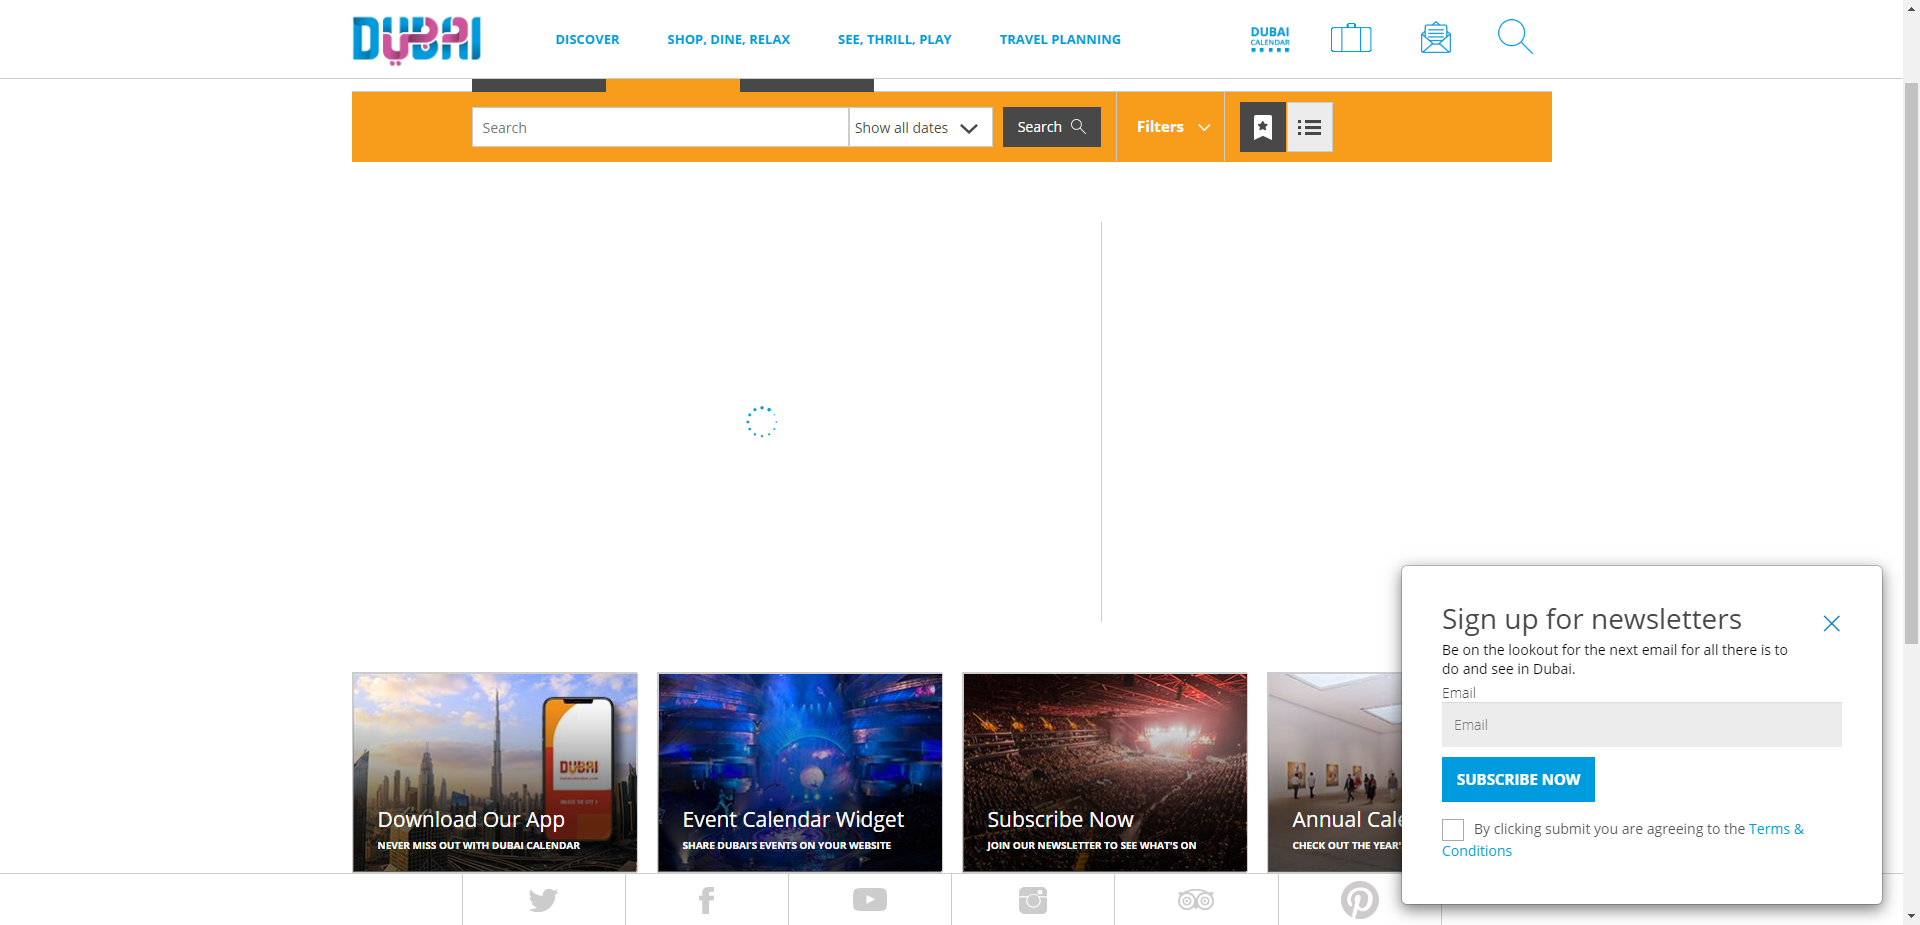 DUBAI
DISCOVER
SHOP, DINE, RELAX
SEE, THRILL, PLAY
TRAVEL PLANNING
DUBAI
CALENDAR
Search
Show all dates
Search
Filters
Sign up for newsletters
Be on the lookout for the next email for all there is to
do and see in Dubai.
Email
Email
SUBSCRIBE NOW
By clicking submit you are agreeing to the Terms &
Conditions
DUBAI
Download Our App
NEVER MISS OUT WITH DUBAI CALENDAR
Event Calendar Widget
SHARE DUBAI'S EVENTS ON YOUR WEBSITE
Subscribe Now
JOIN OUR NEWSLETTER TO SEE WHAT'S ON
Annual Cale
CHECK OUT THE YEAR'